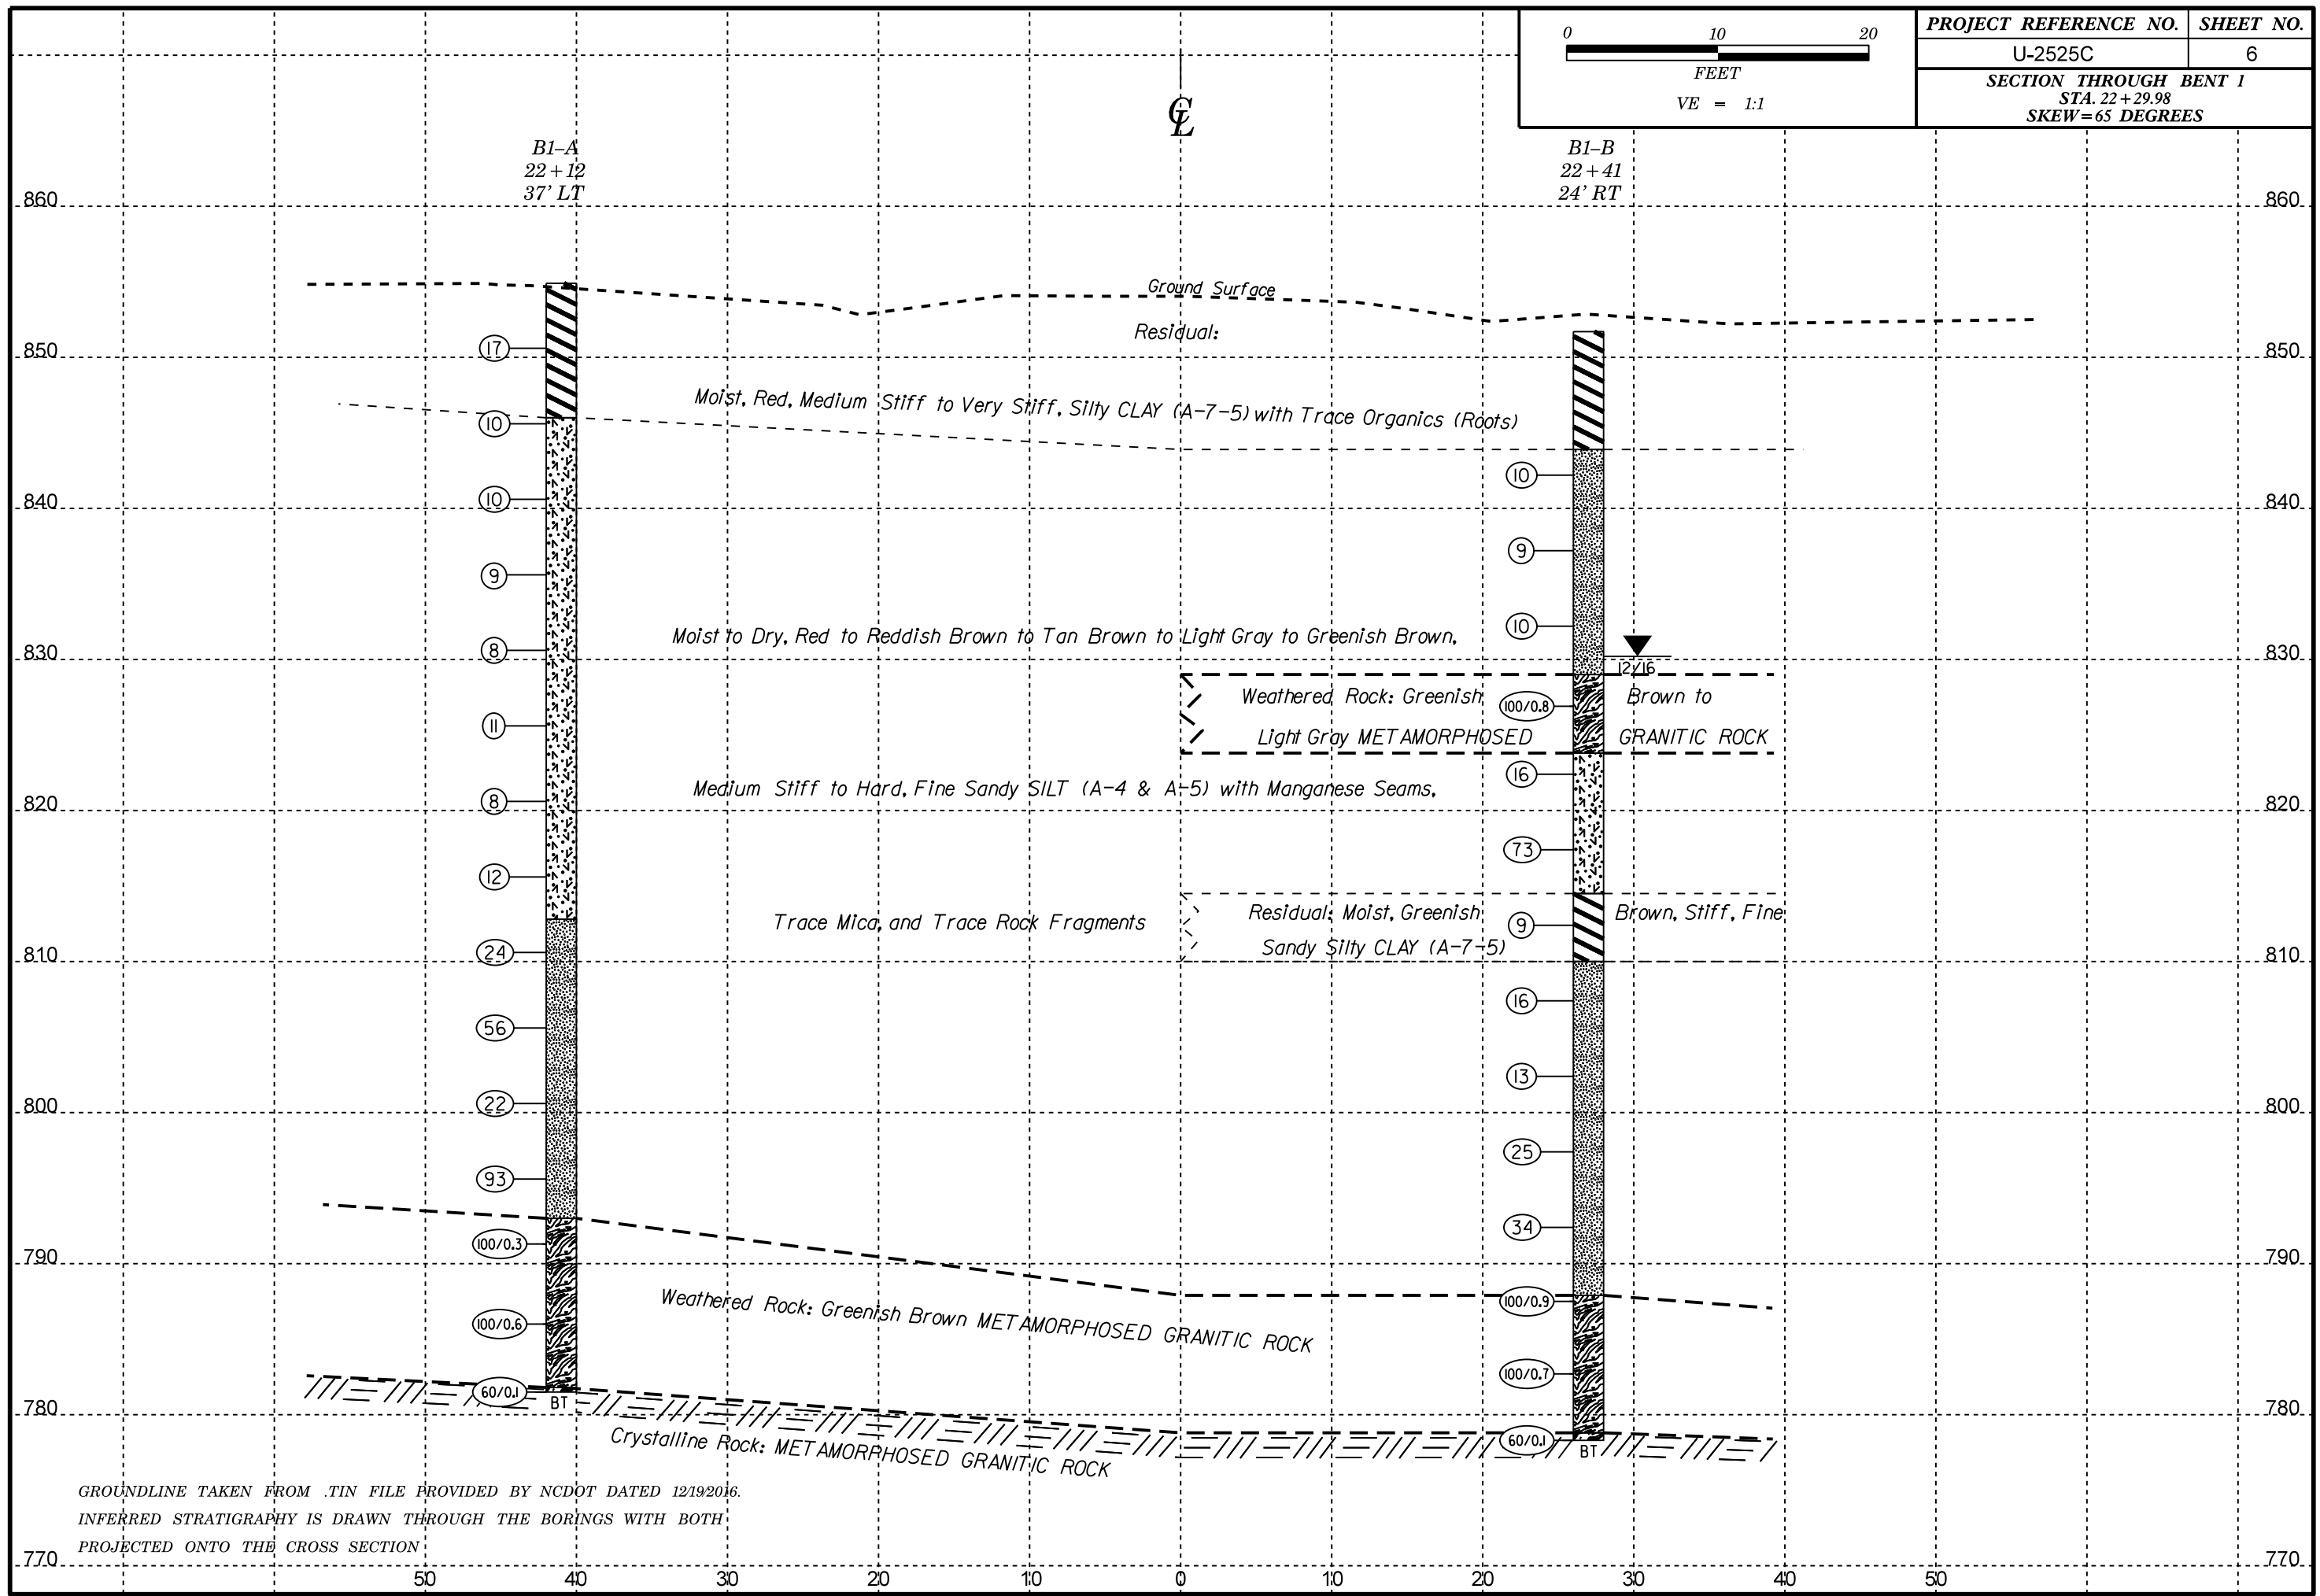 0 10 20
FEET
VE = 1:1
PROJECT REFERENCE NO. SHEET NO.
U-2525C 6
SECTION THROUGH BENT 1
STA. 22+29.98
SKEW=65 DEGREES
CL
B1-A
22+12
37' LT
B1-B
22+41
24' RT
860 860
Ground Surface
Residual:
17
850 850
Moist, Red, Medium Stiff to Very Stiff, Silty CLAY (A-7-5) with Trace Organics (Roots)
10
10
10
840 840
9
9
10
Moist to Dry, Red to Reddish Brown to Tan Brown to Light Gray to Greenish Brown,
8
830 830
12/16
Weathered Rock: Greenish Brown to
100/0.8
11
Light Gray METAMORPHOSED GRANITIC ROCK
16
Medium Stiff to Hard, Fine Sandy SILT (A-4 & A-5) with Manganese Seams,
8
820 820
73
12
Trace Mica, and Trace Rock Fragments
Residual: Moist, Greenish Brown, Stiff, Fine
9
Sandy Silty CLAY (A-7-5)
24
810 810
16
56
13
22
800 800
25
93
34
100/0.3
790 790
100/0.9
Weathered Rock: Greenish Brown METAMORPHOSED GRANITIC ROCK
100/0.6
100/0.7
60/0.1
BT
780 780
60/0.1
BT
Crystalline Rock: METAMORPHOSED GRANITIC ROCK
GROUNDLINE TAKEN FROM .TIN FILE PROVIDED BY NCDOT DATED 12/19/2016.
INFERRED STRATIGRAPHY IS DRAWN THROUGH THE BORINGS WITH BOTH
PROJECTED ONTO THE CROSS SECTION
770 770
50 40 30 20 10 0 10 20 30 40 50